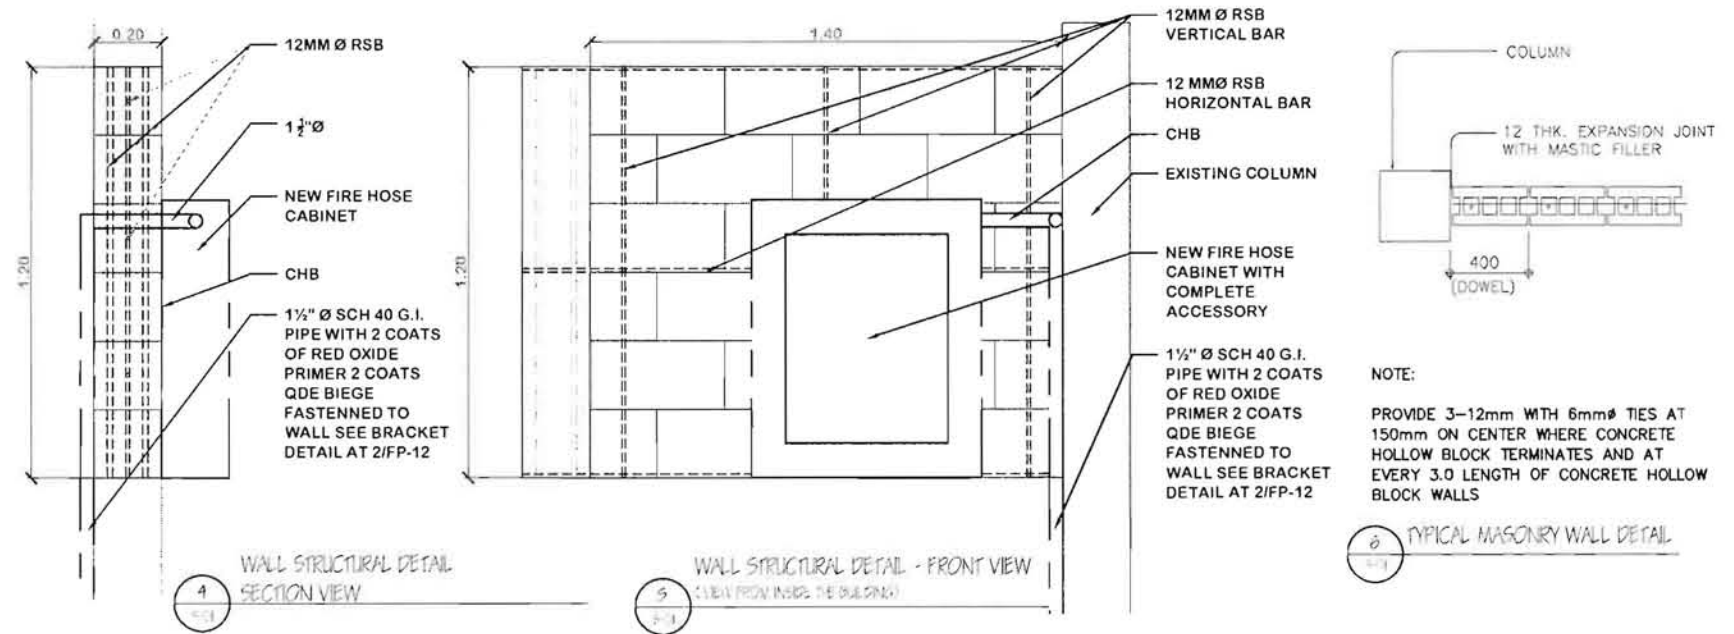 0.20
1.20
12MM Ø RSB
1½"Ø
NEW FIRE HOSE
CABINET
CHB
1½" Ø SCH 40 G.I.
PIPE WITH 2 COATS
OF RED OXIDE
PRIMER 2 COATS
QDE BIEGE
FASTENNED TO
WALL SEE BRACKET
DETAIL AT 2/FP-12
4
WALL STRUCTURAL DETAIL
SECTION VIEW
1.40
1.20
12MM Ø RSB
VERTICAL BAR
12 MMØ RSB
HORIZONTAL BAR
CHB
EXISTING COLUMN
NEW FIRE HOSE
CABINET WITH
COMPLETE
ACCESSORY
1½" Ø SCH 40 G.I.
PIPE WITH 2 COATS
OF RED OXIDE
PRIMER 2 COATS
QDE BIEGE
FASTENNED TO
WALL SEE BRACKET
DETAIL AT 2/FP-12
5
WALL STRUCTURAL DETAIL - FRONT VIEW
COLUMN
12 THK. EXPANSION JOINT
WITH MASTIC FILLER
400
(DOWEL)
NOTE:
PROVIDE 3-12mm WITH 6mmø TIES AT
150mm ON CENTER WHERE CONCRETE
HOLLOW BLOCK TERMINATES AND AT
EVERY 3.0 LENGTH OF CONCRETE HOLLOW
BLOCK WALLS
6
TYPICAL MASONRY WALL DETAIL